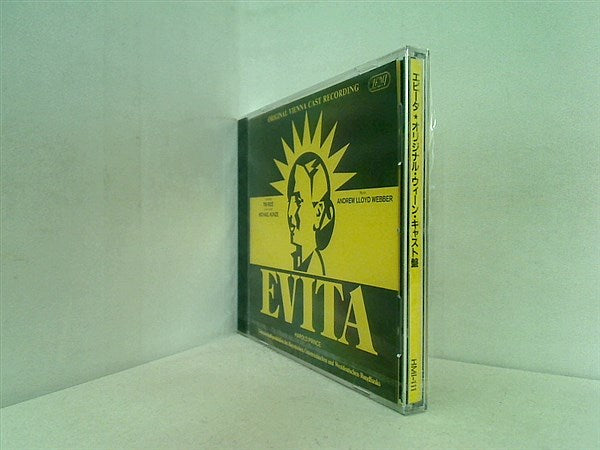 ORIGINAL VIENNA CAST RECORDING
TIM RICE
MICHAEL KUNZE
ANDREW LLOYD WEBBER
EVITA
HAROLD PRINCE
エビータ★オリジナル・ウィーン・キャスト盤